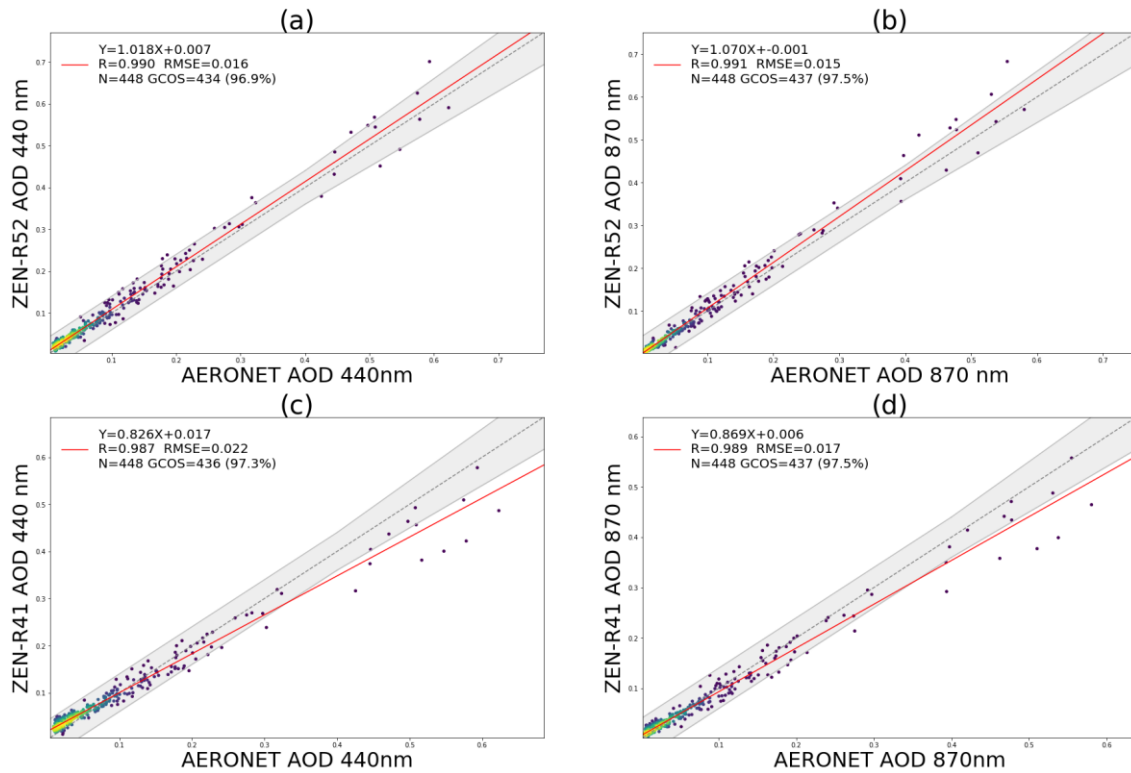 (a)
Y=1.018X+0.007
R=0.990 RMSE=0.016
N=448 GCOS=434 (96.9%)
ZEN-R52 AOD 440 nm
0.7
0.6
0.5
0.4
0.3
0.2
0.1
0.1 0.2 0.3 0.4 0.5 0.6 0.7
AERONET AOD 440nm
(b)
Y=1.070X+-0.001
R=0.991 RMSE=0.015
N=448 GCOS=437 (97.5%)
ZEN-R52 AOD 870 nm
0.7
0.6
0.5
0.4
0.3
0.2
0.1
0.1 0.2 0.3 0.4 0.5 0.6 0.7
AERONET AOD 870 nm
(c)
Y=0.826X+0.017
R=0.987 RMSE=0.022
N=448 GCOS=436 (97.3%)
ZEN-R41 AOD 440 nm
0.6
0.5
0.4
0.3
0.2
0.1
0.1 0.2 0.3 0.4 0.5 0.6
AERONET AOD 440nm
(d)
Y=0.869X+0.006
R=0.989 RMSE=0.017
N=448 GCOS=437 (97.5%)
ZEN-R41 AOD 870 nm
0.6
0.5
0.4
0.3
0.2
0.1
0.1 0.2 0.3 0.4 0.5 0.6
AERONET AOD 870nm